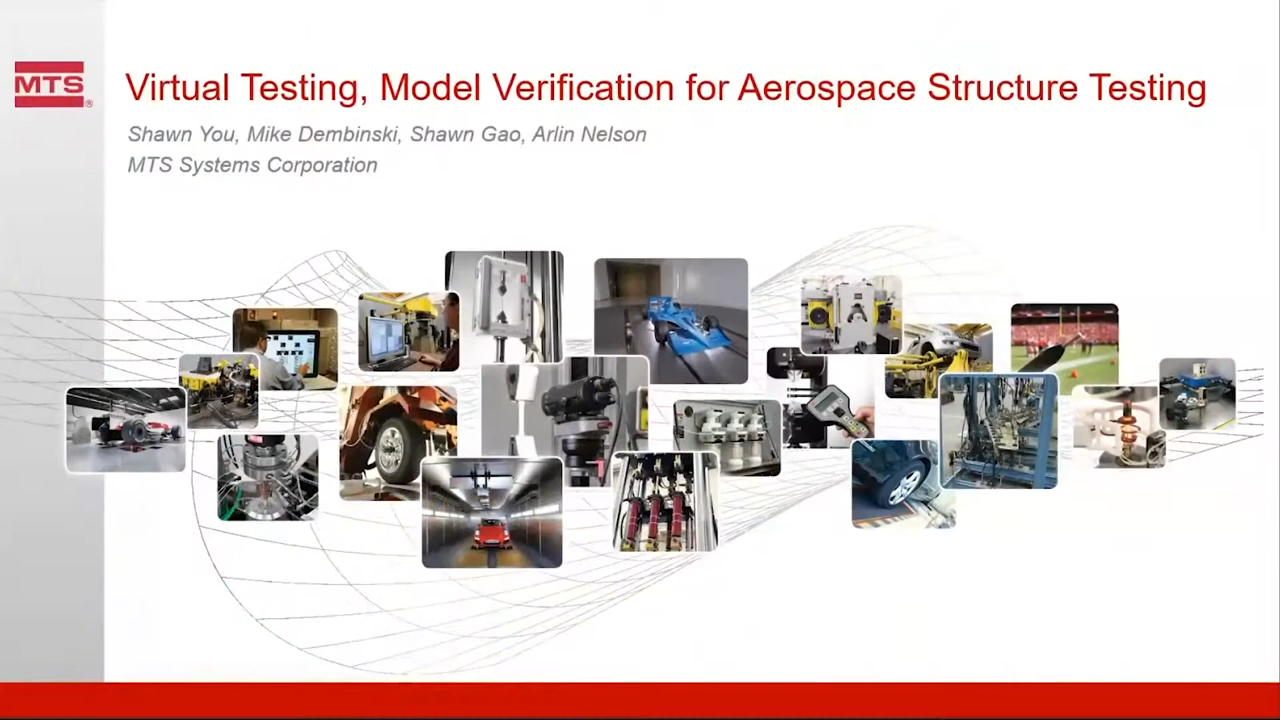 MTS
®
Virtual Testing, Model Verification for Aerospace Structure Testing
Shawn You, Mike Dembinski, Shawn Gao, Arlin Nelson
MTS Systems Corporation